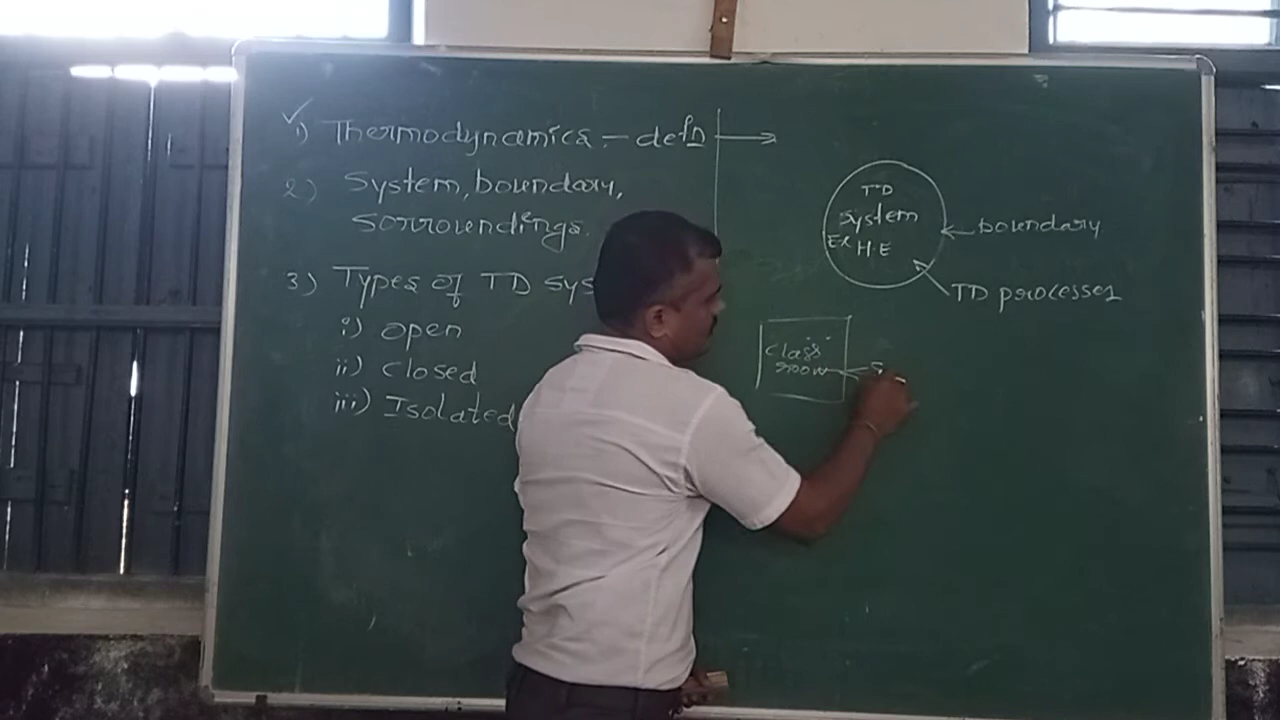 1) Thermodynamics - defn
2) System, boundary,
Sorroundings.
3) Types of TD sys
i) open
ii) closed
iii) Isolated
TD
System
Ex H.E
boundary
TD processes
class
room
S